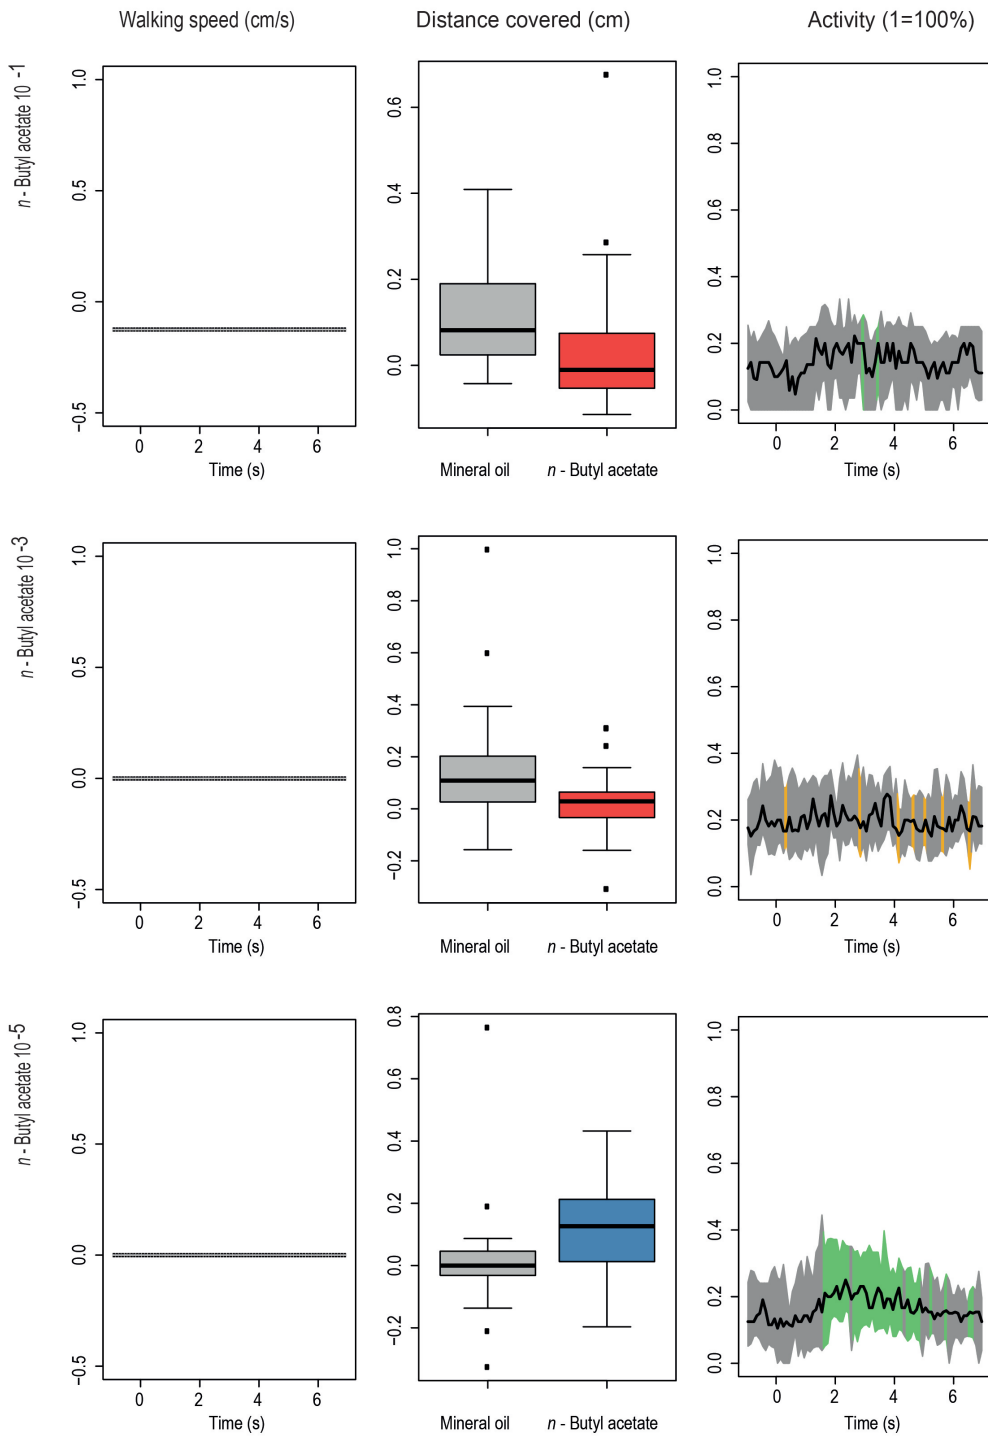 Walking speed (cm/s) Distance covered (cm) Activity (1=100%)
n - Butyl acetate 10 -1
1.0 0.5 0.0 −0.5
0 2 4 6
Time (s)
0.6 0.4 0.2 0.0
Mineral oil n - Butyl acetate
1.0 0.8 0.6 0.4 0.2 0.0
0 2 4 6
Time (s)
n - Butyl acetate 10 -3
1.0 0.5 0.0 −0.5
0 2 4 6
Time (s)
1.0 0.8 0.6 0.4 0.2 0.0 −0.2
Mineral oil n - Butyl acetate
1.0 0.8 0.6 0.4 0.2 0.0
0 2 4 6
Time (s)
n - Butyl acetate 10 -5
1.0 0.5 0.0 −0.5
0 2 4 6
Time (s)
0.8 0.6 0.4 0.2 0.0 −0.2
Mineral oil n - Butyl acetate
1.0 0.8 0.6 0.4 0.2 0.0
0 2 4 6
Time (s)